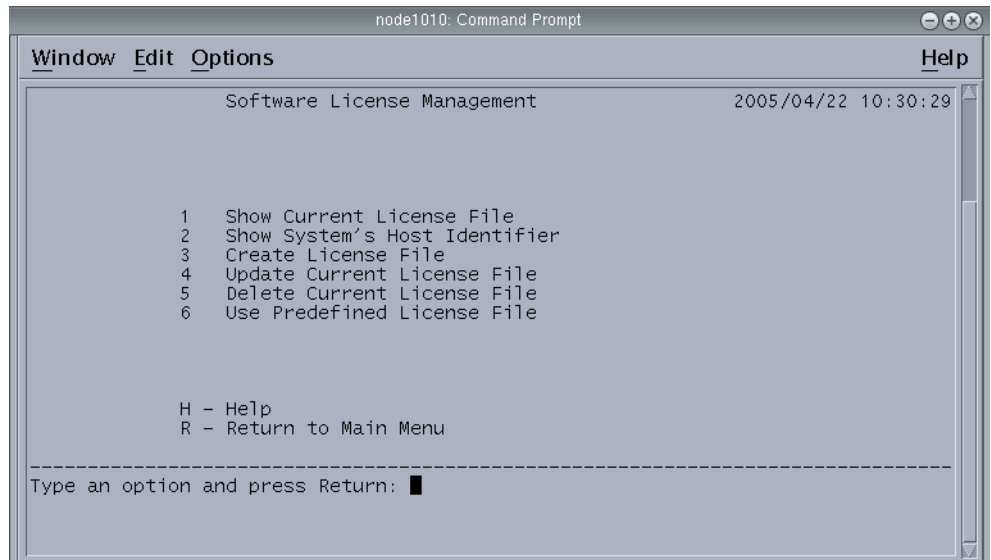 node1010: Command Prompt
Window Edit Options Help
Software License Management 2005/04/22 10:30:29
1 Show Current License File
2 Show System's Host Identifier
3 Create License File
4 Update Current License File
5 Delete Current License File
6 Use Predefined License File
H - Help
R - Return to Main Menu
--------------------------------------------------------------------------------
Type an option and press Return: